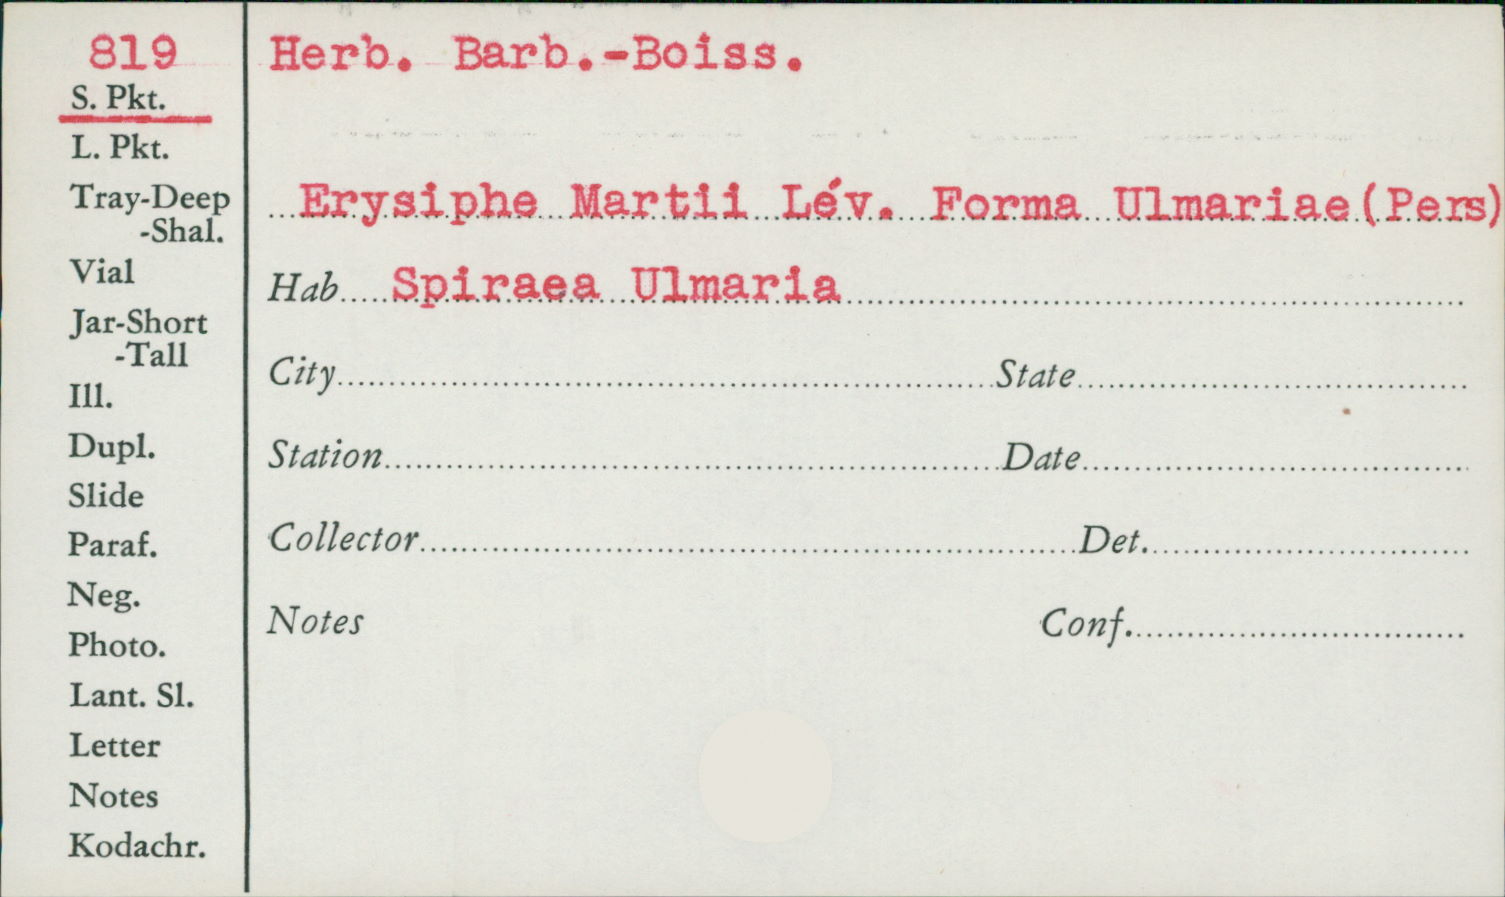 819
S. Pkt.
L. Pkt.
Tray-Deep
-Shal.
Vial
Jar-Short
-Tall
Ill.
Dupl.
Slide
Paraf.
Neg.
Photo.
Lant. Sl.
Letter
Notes
Kodachr.
Herb. Barb.-Boiss.
Erysiphe Martii Lév. Forma Ulmariae(Pers)
Hab Spiraea Ulmaria
City State
Station Date
Collector Det.
Notes Conf.